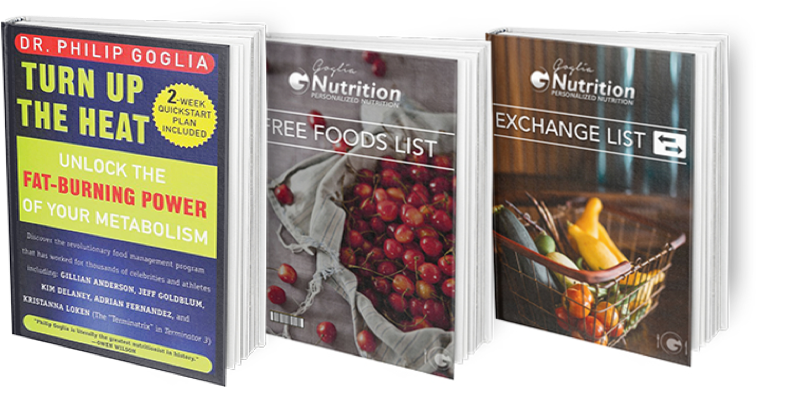 DR. PHILIP GOGLIA
TURN UP
THE HEAT
2-WEEK
QUICKSTART
PLAN
INCLUDED
UNLOCK THE
FAT-BURNING POWER
OF YOUR METABOLISM
Discover the revolutionary food management program
that has worked for thousands of celebrities and athletes
including: GILLIAN ANDERSON, JEFF GOLDBLUM,
KIM DELANEY, ADRIAN FERNANDEZ, and
KRISTANNA LOKEN (The "Terminatrix" in Terminator 3)
"Philip Goglia is literally the greatest nutritionist in history."
—OWEN WILSON
Goglia
Nutrition
PERSONALIZED NUTRITION
FREE FOODS LIST
Goglia
Nutrition
PERSONALIZED NUTRITION
EXCHANGE LIST